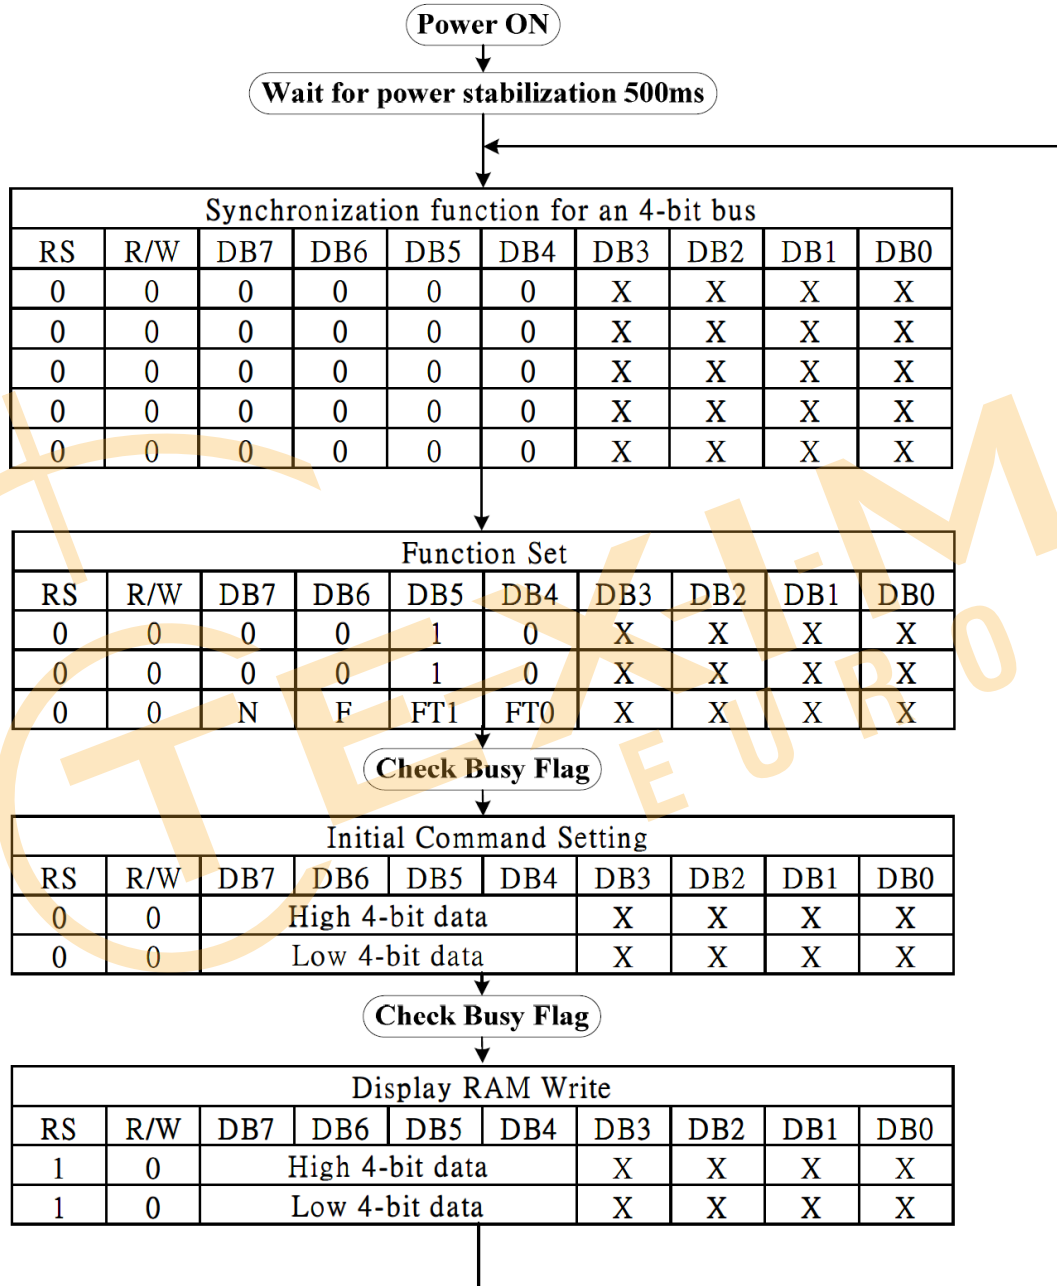 Power ON
Wait for power stabilization 500ms
Synchronization function for an 4-bit bus
RS R/W DB7 DB6 DB5 DB4 DB3 DB2 DB1 DB0
0 0 0 0 0 0 X X X X
0 0 0 0 0 0 X X X X
0 0 0 0 0 0 X X X X
0 0 0 0 0 0 X X X X
0 0 0 0 0 0 X X X X
Function Set
RS R/W DB7 DB6 DB5 DB4 DB3 DB2 DB1 DB0
0 0 0 0 1 0 X X X X
0 0 0 0 1 0 X X X X
0 0 N F FT1 FT0 X X X X
Check Busy Flag
Initial Command Setting
RS R/W DB7 DB6 DB5 DB4 DB3 DB2 DB1 DB0
0 0 High 4-bit data X X X X
0 0 Low 4-bit data X X X X
Check Busy Flag
Display RAM Write
RS R/W DB7 DB6 DB5 DB4 DB3 DB2 DB1 DB0
1 0 High 4-bit data X X X X
1 0 Low 4-bit data X X X X
TEXIM
EURO